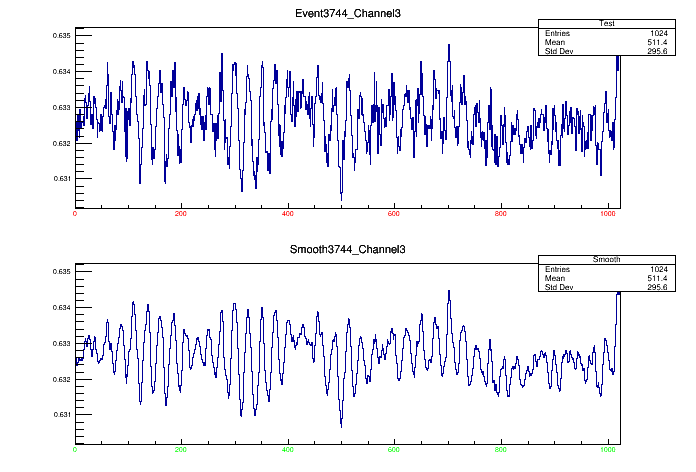 Event3744_Channel3
Test
Entries 1024
Mean 511.4
Std Dev 295.6
0.635
0.634
0.633
0.632
0.631
0 200 400 600 800 1000
Smooth3744_Channel3
Smooth
Entries 1024
Mean 511.4
Std Dev 295.6
0.635
0.634
0.633
0.632
0.631
0 200 400 600 800 1000